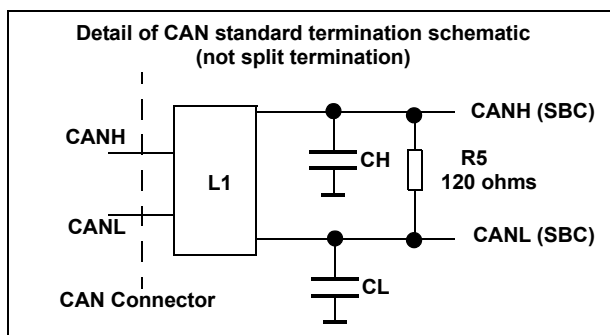 Detail of CAN standard termination schematic
(not split termination)
CANH (SBC)
CANH
CH
R5
120 ohms
L1
CANL
CANL (SBC)
CL
CAN Connector